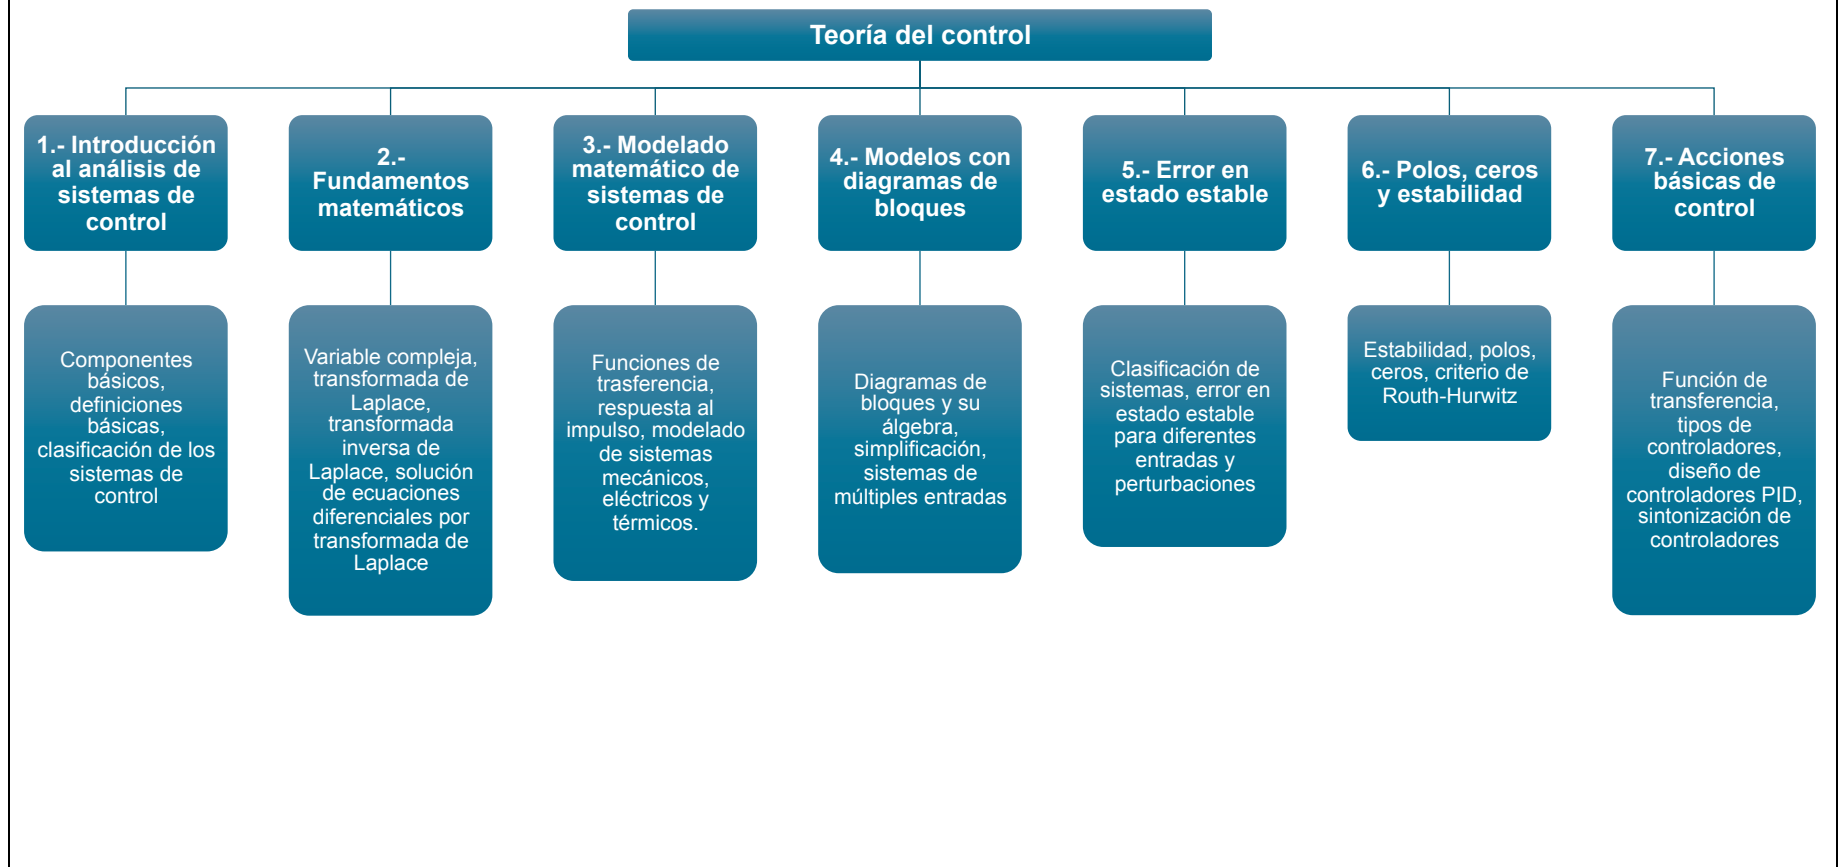 Teoría del control
1.- Introducción
al análisis de
sistemas de
control
2.-
Fundamentos
matemáticos
3.- Modelado
matemático de
sistemas de
control
4.- Modelos con
diagramas de
bloques
5.- Error en
estado estable
6.- Polos, ceros
y estabilidad
7.- Acciones
básicas de
control
Componentes
básicos,
definiciones
básicas,
clasificación de los
sistemas de
control
Variable compleja,
transformada de
Laplace,
transformada
inversa de
Laplace, solución
de ecuaciones
diferenciales por
transformada de
Laplace
Funciones de
trasferencia,
respuesta al
impulso, modelado
de sistemas
mecánicos,
eléctricos y
térmicos.
Diagramas de
bloques y su
álgebra,
simplificación,
sistemas de
múltiples entradas
Clasificación de
sistemas, error en
estado estable
para diferentes
entradas y
perturbaciones
Estabilidad, polos,
ceros, criterio de
Routh-Hurwitz
Función de
transferencia,
tipos de
controladores,
diseño de
controladores PID,
sintonización de
controladores